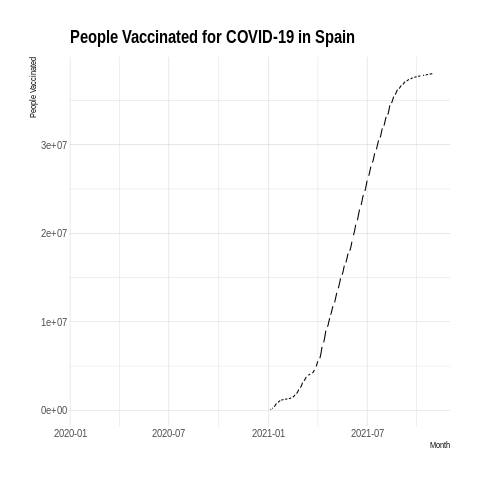 People Vaccinated for COVID-19 in Spain
People Vaccinated
3e+07
2e+07
1e+07
0e+00
2020-01 2020-07 2021-01 2021-07
Month